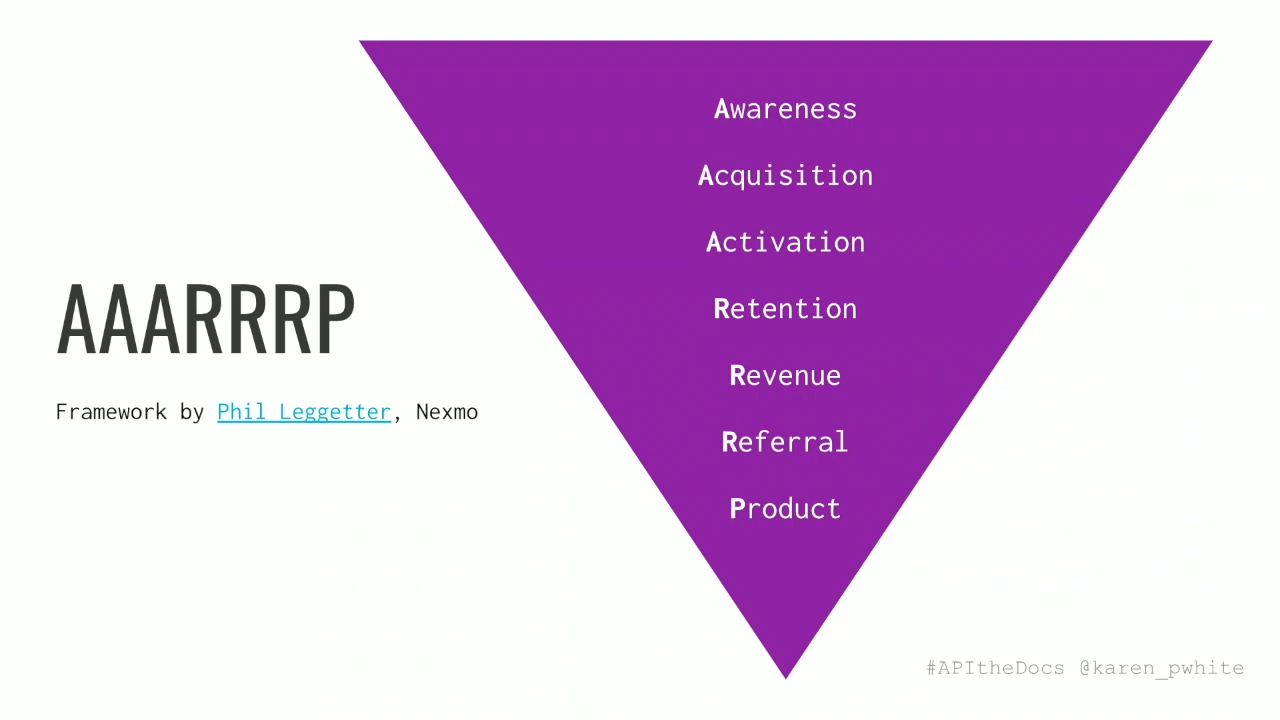 AAARRRP
Framework by Phil Leggetter, Nexmo
Awareness
Acquisition
Activation
Retention
Revenue
Referral
Product
#APItheDocs @karen_pwhite